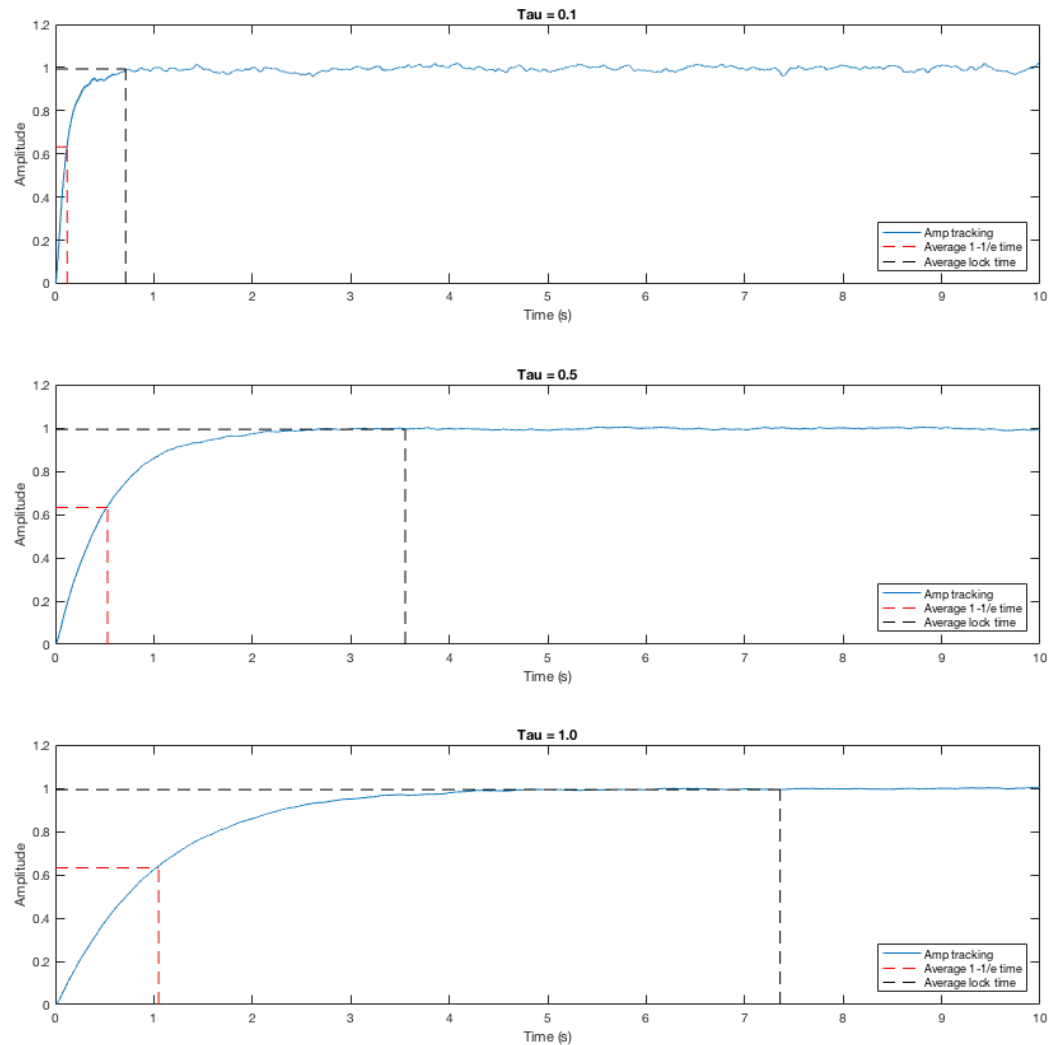 Tau = 0.1
1.2
1
0.8
0.6
0.4
0.2
0
Amplitude
0 1 2 3 4 5 6 7 8 9 10
Time (s)
Amp tracking
Average 1-1/e time
Average lock time
Tau = 0.5
1.2
1
0.8
0.6
0.4
0.2
0
Amplitude
0 1 2 3 4 5 6 7 8 9 10
Time (s)
Amp tracking
Average 1-1/e time
Average lock time
Tau = 1.0
1.2
1
0.8
0.6
0.4
0.2
0
Amplitude
0 1 2 3 4 5 6 7 8 9 10
Time (s)
Amp tracking
Average 1-1/e time
Average lock time